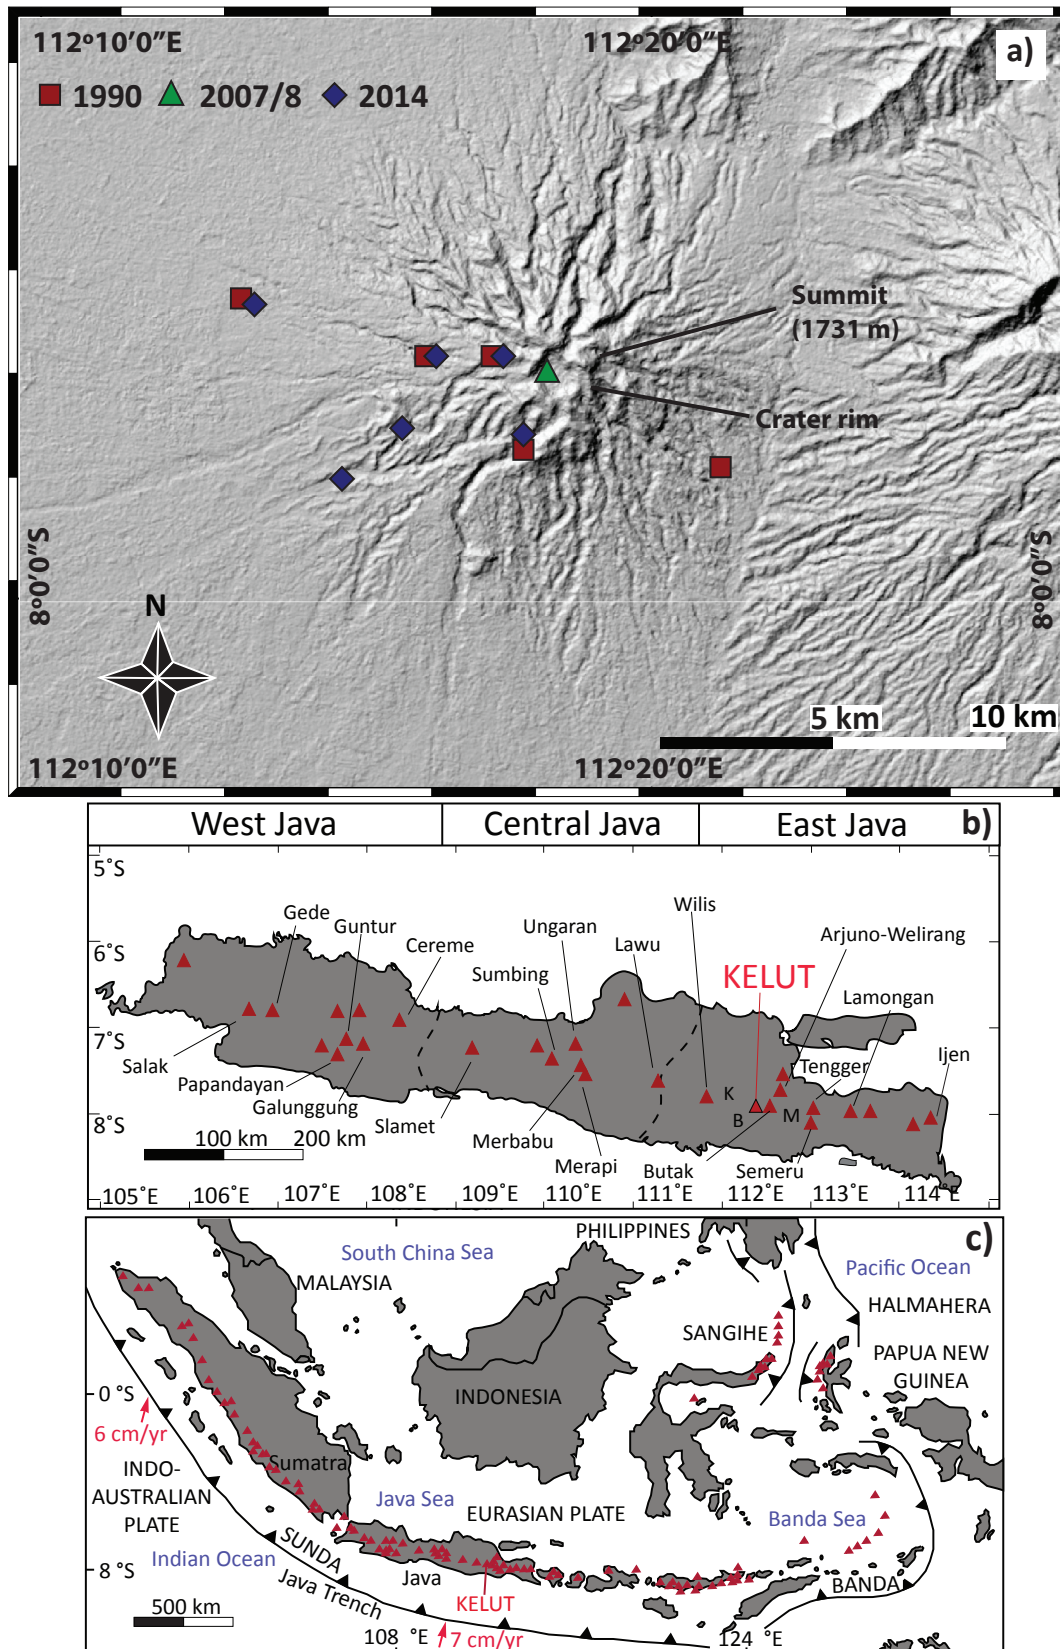 112°10'0"E
112°20'0"E
a)
1990
2007/8
2014
Summit
(1731 m)
Crater rim
8°0'0"S
8°0'0"S
N
5 km
10 km
112°10'0"E
112°20'0"E
West Java
Central Java
East Java
b)
5°S
6°S
7°S
8°S
Gede
Guntur
Cereme
Ungaran
Sumbing
Lawu
Wilis
Arjuno-Welirang
KELUT
Lamongan
Ijen
Tengger
Salak
Papandayan
Galunggung
Slamet
Merbabu
Merapi
Butak
Semeru
K
B
M
100 km
200 km
105°E
106°E
107°E
108°E
109°E
110°E
111°E
112°E
113°E
114°E
c)
PHILIPPINES
South China Sea
MALAYSIA
Pacific Ocean
HALMAHERA
SANGIHE
PAPUA NEW
GUINEA
INDONESIA
0 °S
6 cm/yr
INDO-
AUSTRALIAN
PLATE
Sumatra
Java Sea
EURASIAN PLATE
Banda Sea
SUNDA
Indian Ocean
Java Trench
Java
8 °S
BANDA
KELUT
500 km
7 cm/yr
108 °E
124 °E